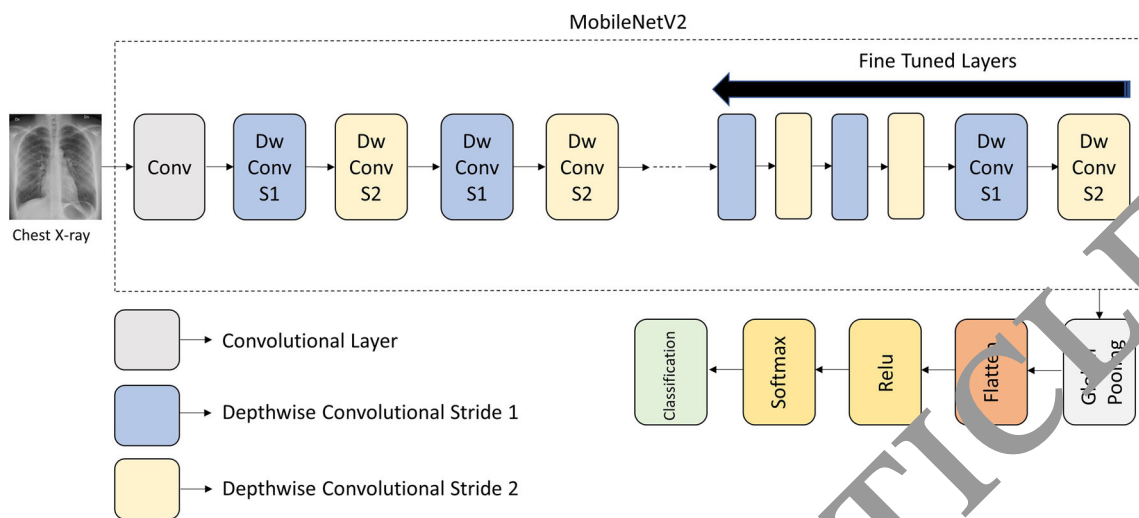 MobileNetV2
Fine Tuned Layers
Conv
Dw
Conv
S1
Dw
Conv
S2
Dw
Conv
S1
Dw
Conv
S2
Dw
Conv
S1
Dw
Conv
S2
Chest X-ray
Convolutional Layer
Depthwise Convolutional Stride 1
Depthwise Convolutional Stride 2
Classification
Softmax
Relu
Flatten
Global
Pooling